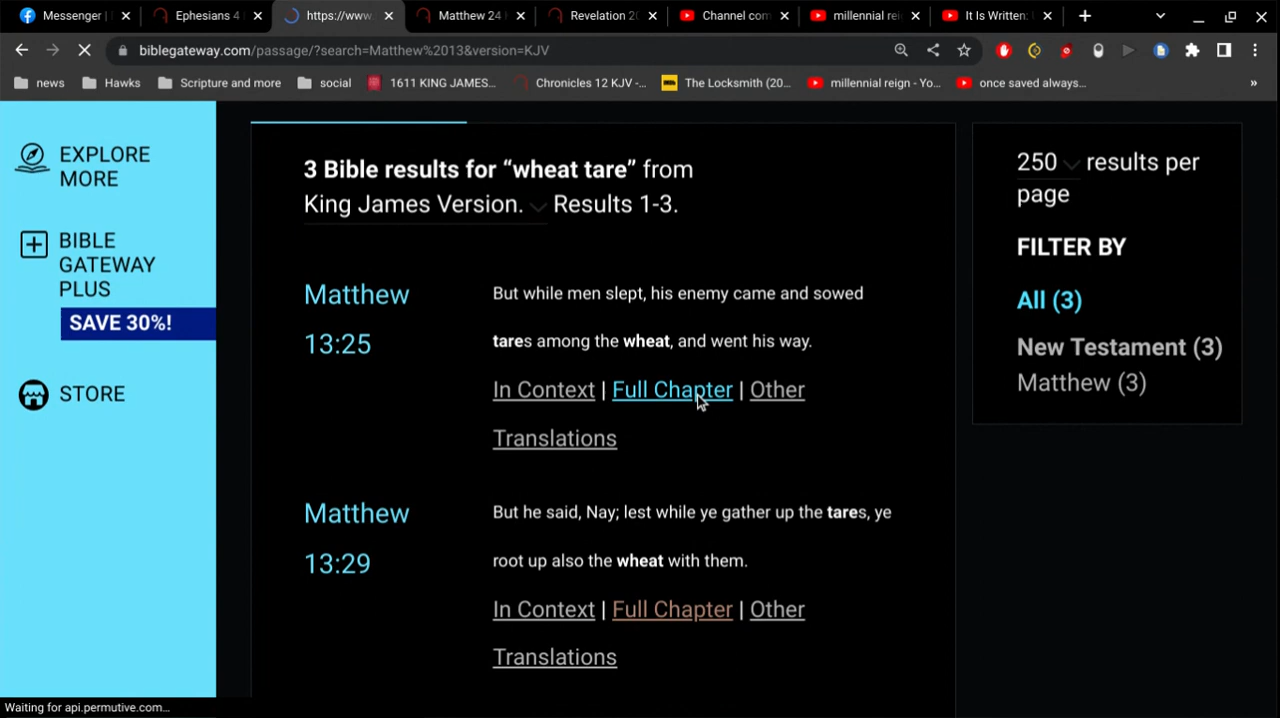 Messenger |
Ephesians 4
https://www.
Matthew 24
Revelation 20
Channel com
millennial rei
It Is Written:
biblegateway.com/passage/?search=Matthew%2013&version=KJV
news
Hawks
Scripture and more
social
1611 KING JAMES...
Chronicles 12 KJV -...
The Locksmith (20...
millennial reign - Yo...
once saved always...
»
EXPLORE
MORE
BIBLE
GATEWAY
PLUS
SAVE 30%!
STORE
3 Bible results for “wheat tare” from
King James Version. Results 1-3.
Matthew
13:25
But while men slept, his enemy came and sowed
tares among the wheat, and went his way.
In Context | Full Chapter | Other
Translations
Matthew
13:29
But he said, Nay; lest while ye gather up the tares, ye
root up also the wheat with them.
In Context | Full Chapter | Other
Translations
250 results per
page
FILTER BY
All (3)
New Testament (3)
Matthew (3)
Waiting for api.permutive.com...